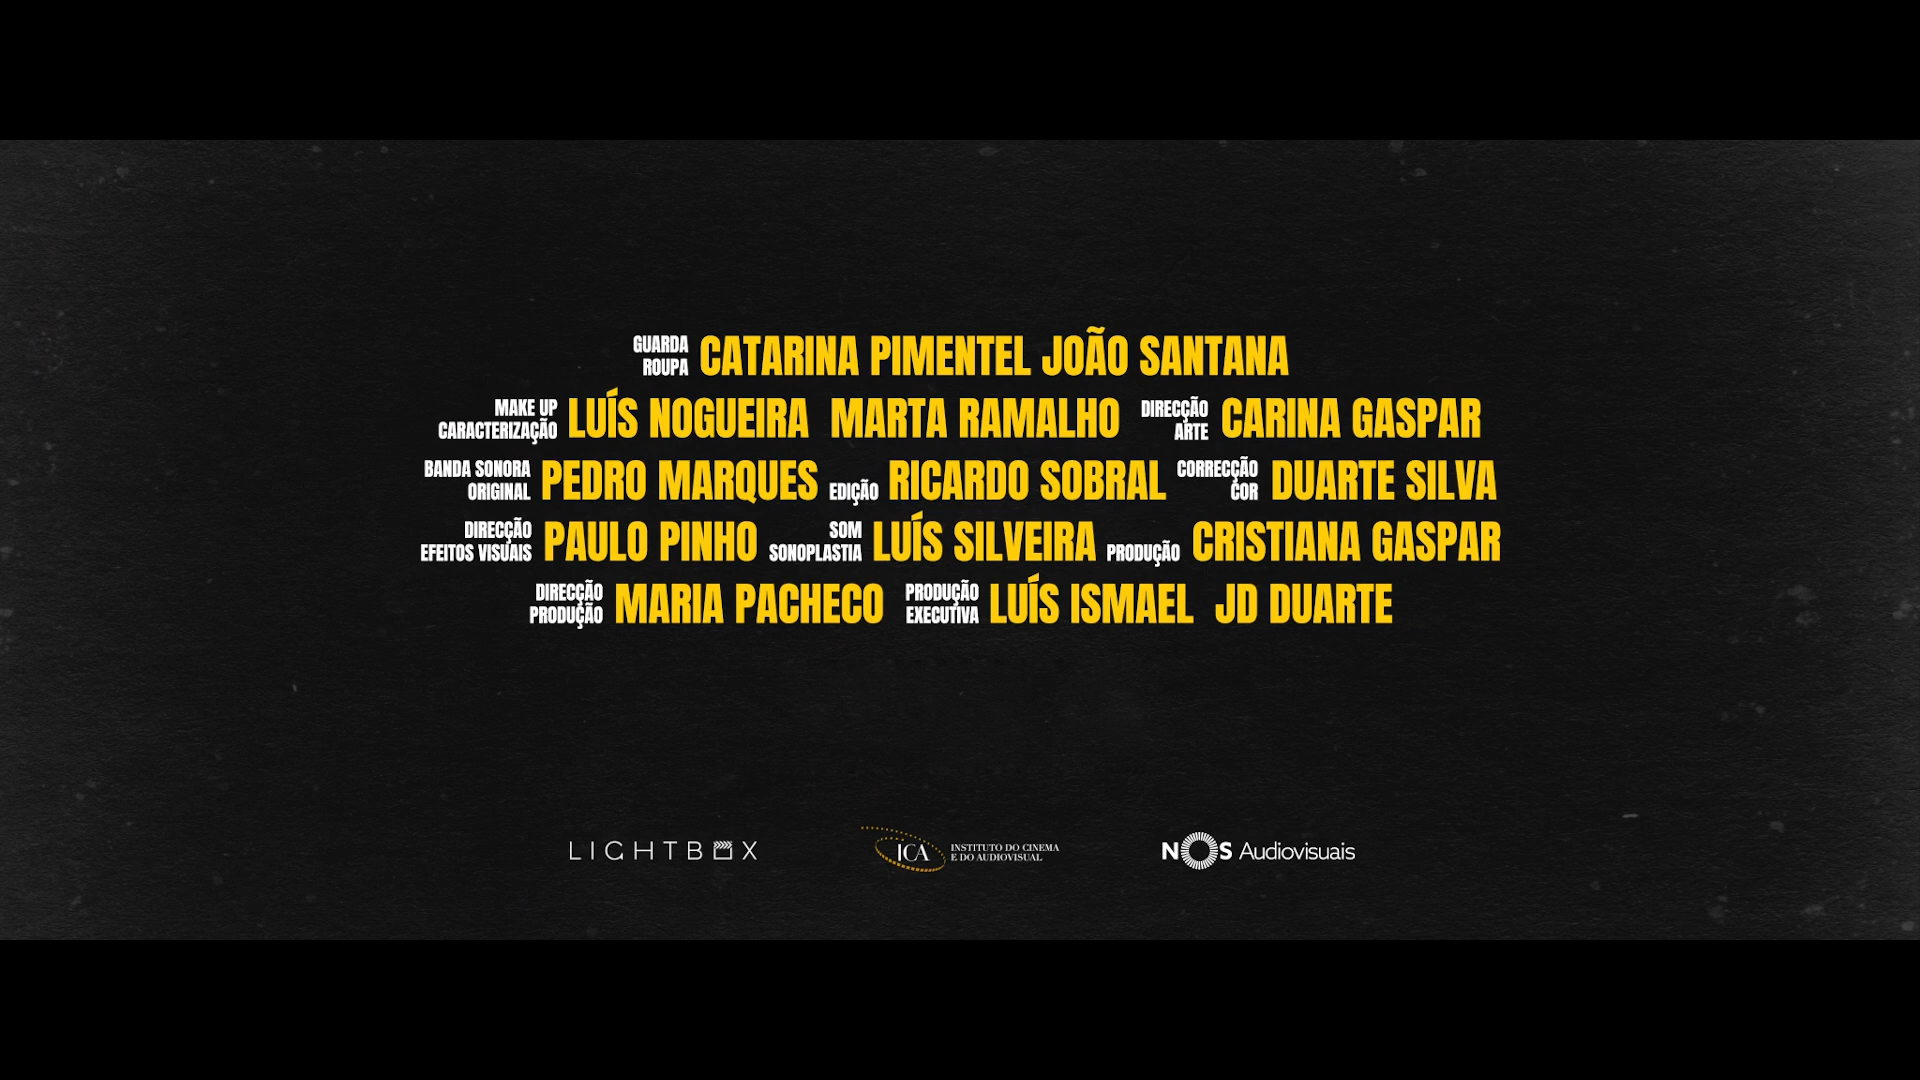 GUARDA ROUPA CATARINA PIMENTEL JOÃO SANTANA
MAKE UP CARACTERIZAÇÃO LUÍS NOGUEIRA MARTA RAMALHO DIRECÇÃO ARTE CARINA GASPAR
BANDA SONORA ORIGINAL PEDRO MARQUES EDIÇÃO RICARDO SOBRAL CORRECÇÃO COR DUARTE SILVA
DIRECÇÃO EFEITOS VISUAIS PAULO PINHO SOM SONOPLASTIA LUÍS SILVEIRA PRODUÇÃO CRISTIANA GASPAR
DIRECÇÃO PRODUÇÃO MARIA PACHECO PRODUÇÃO EXECUTIVA LUÍS ISMAEL JD DUARTE
LIGHTBOX
ICA INSTITUTO DO CINEMA
E DO AUDIOVISUAL
NOS Audiovisuais